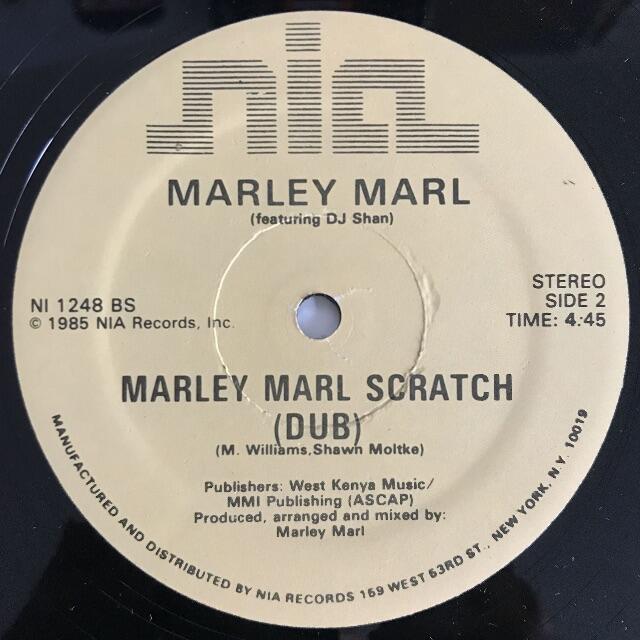 nia
MARLEY MARL
(featuring DJ Shan)
NI 1248 BS
© 1985 NIA Records, Inc.
STEREO
SIDE 2
TIME: 4:45
MARLEY MARL SCRATCH
(DUB)
(M. Williams,Shawn Moltke)
Publishers: West Kenya Music/
MMI Publishing (ASCAP)
Produced, arranged and mixed by:
Marley Marl
MANUFACTURED AND DISTRIBUTED BY NIA RECORDS 159 WEST 53RD ST., NEW YORK, N.Y. 10019